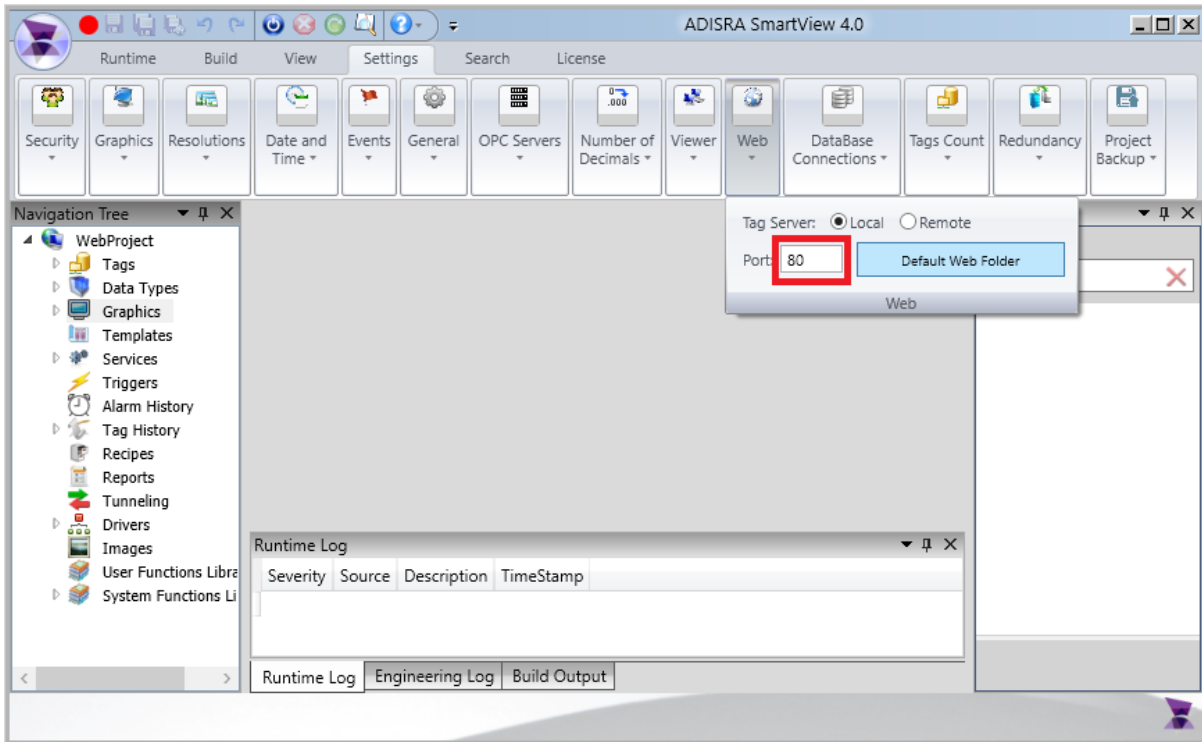 ADISRA SmartView 4.0
Runtime Build View Settings Search License
Security Graphics Resolutions Date and Time Events General OPC Servers Number of Decimals Viewer Web DataBase Connections Tags Count Redundancy Project Backup
Navigation Tree
WebProject
Tags
Data Types
Graphics
Templates
Services
Triggers
Alarm History
Tag History
Recipes
Reports
Tunneling
Drivers
Images
User Functions Libra
System Functions Li
Tag Server: Local Remote
Port: 80 Default Web Folder
Web
Runtime Log
Severity Source Description TimeStamp
Runtime Log Engineering Log Build Output